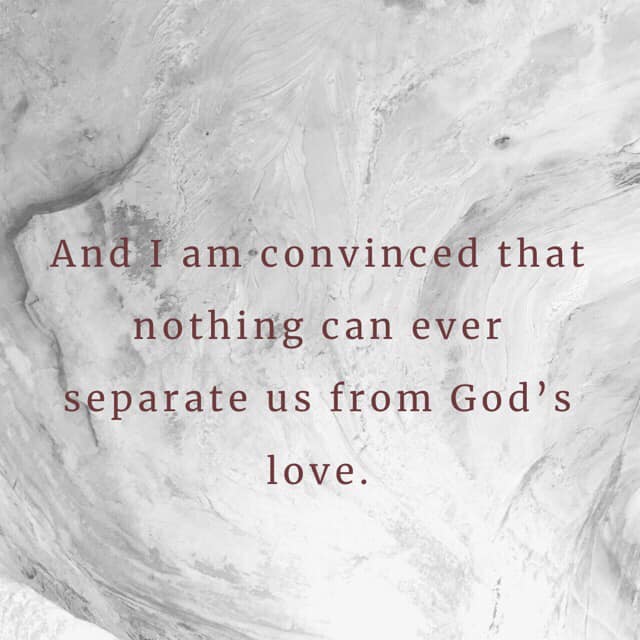 And I am convinced that
nothing can ever
separate us from God’s
love.